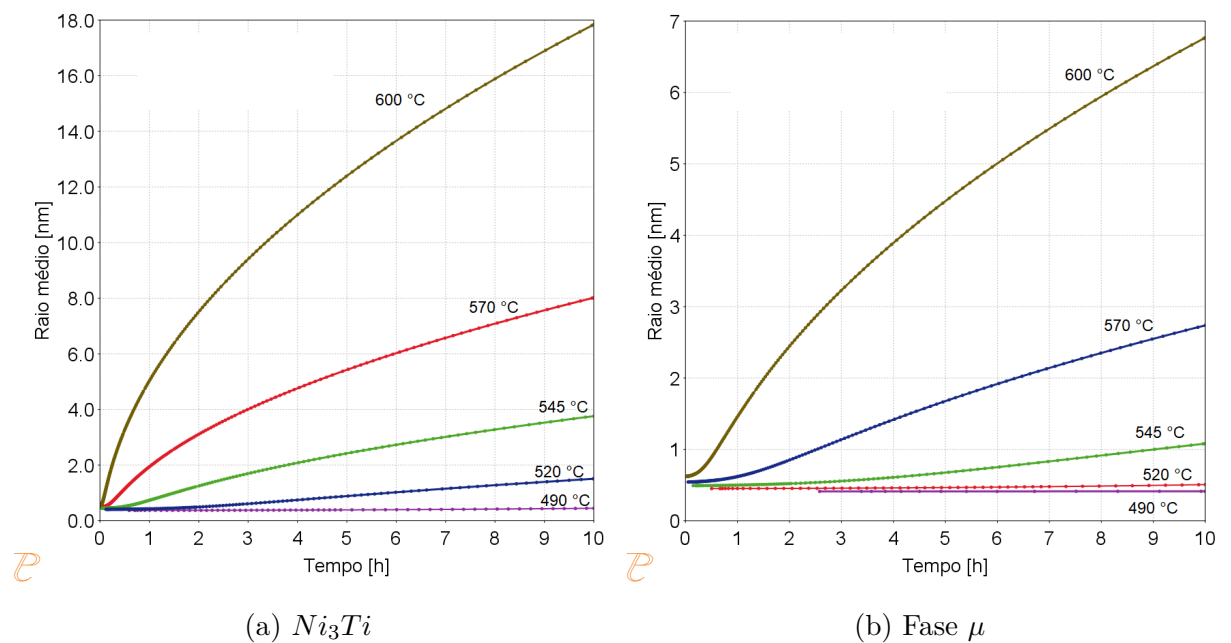 18.0
16.0
14.0
12.0
10.0
8.0
6.0
4.0
2.0
0.0
Raio médio [nm]
600 °C
570 °C
545 °C
520 °C
490 °C
0 1 2 3 4 5 6 7 8 9 10
Tempo [h]
(a) Ni₃Ti
7
6
5
4
3
2
1
0
Raio médio [nm]
600 °C
570 °C
545 °C
520 °C
490 °C
0 1 2 3 4 5 6 7 8 9 10
Tempo [h]
(b) Fase μ